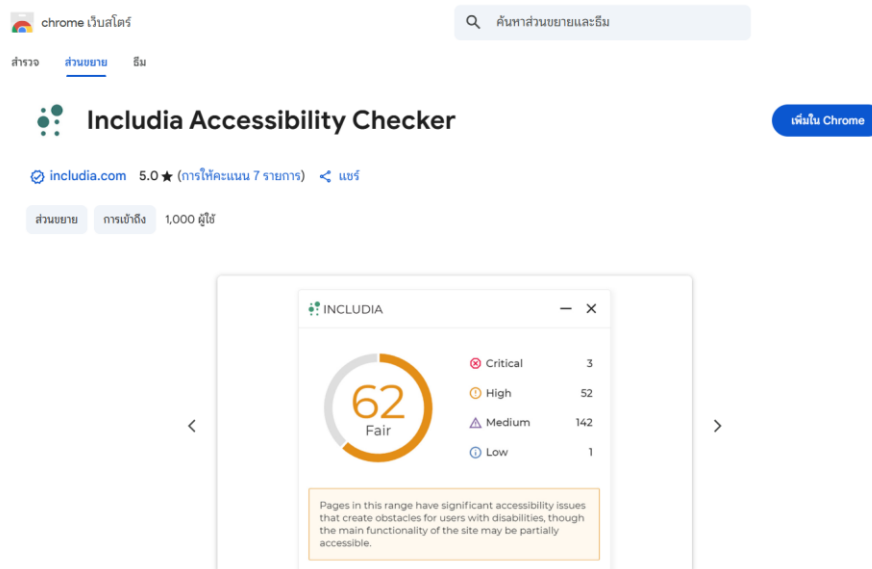 chrome เว็บสโตร์
ค้นหาส่วนขยายและธีม
สำรวจ ส่วนขยาย ธีม
Includia Accessibility Checker
เพิ่มใน Chrome
includia.com 5.0 ★ (การให้คะแนน 7 รายการ) แชร์
ส่วนขยาย การเข้าถึง 1,000 ผู้ใช้
INCLUDIA
62
Fair
Critical 3
High 52
Medium 142
Low 1
Pages in this range have significant accessibility issues
that create obstacles for users with disabilities, though
the main functionality of the site may be partially
accessible.